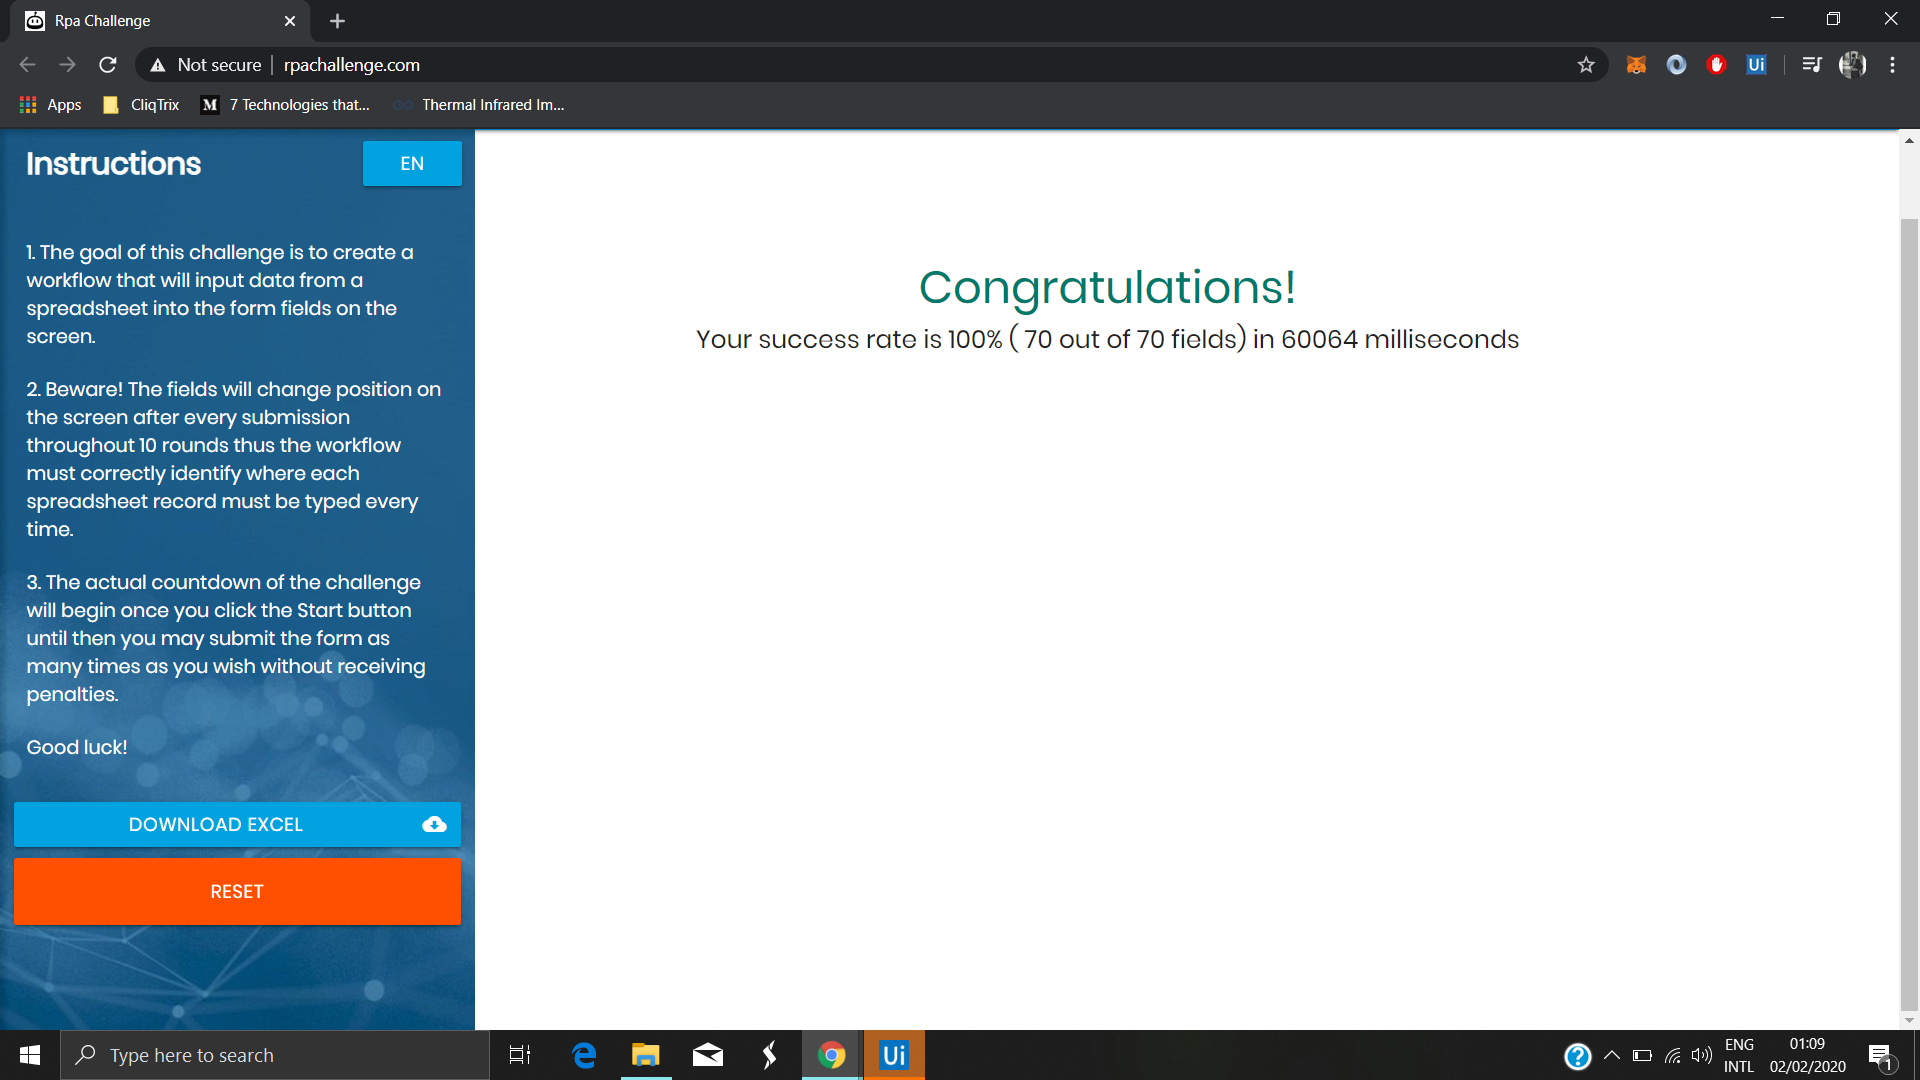 Rpa Challenge
Not secure
rpachallenge.com
Ui
Apps
CliqTrix
M
7 Technologies that...
Thermal Infrared Im...
Instructions
EN
1. The goal of this challenge is to create a
workflow that will input data from a
spreadsheet into the form fields on the
screen.
2. Beware! The fields will change position on
the screen after every submission
throughout 10 rounds thus the workflow
must correctly identify where each
spreadsheet record must be typed every
time.
3. The actual countdown of the challenge
will begin once you click the Start button
until then you may submit the form as
many times as you wish without receiving
penalties.
Good luck!
DOWNLOAD EXCEL
RESET
Congratulations!
Your success rate is 100% ( 70 out of 70 fields) in 60064 milliseconds
Type here to search
Ui
ENG
INTL
01:09
02/02/2020
1